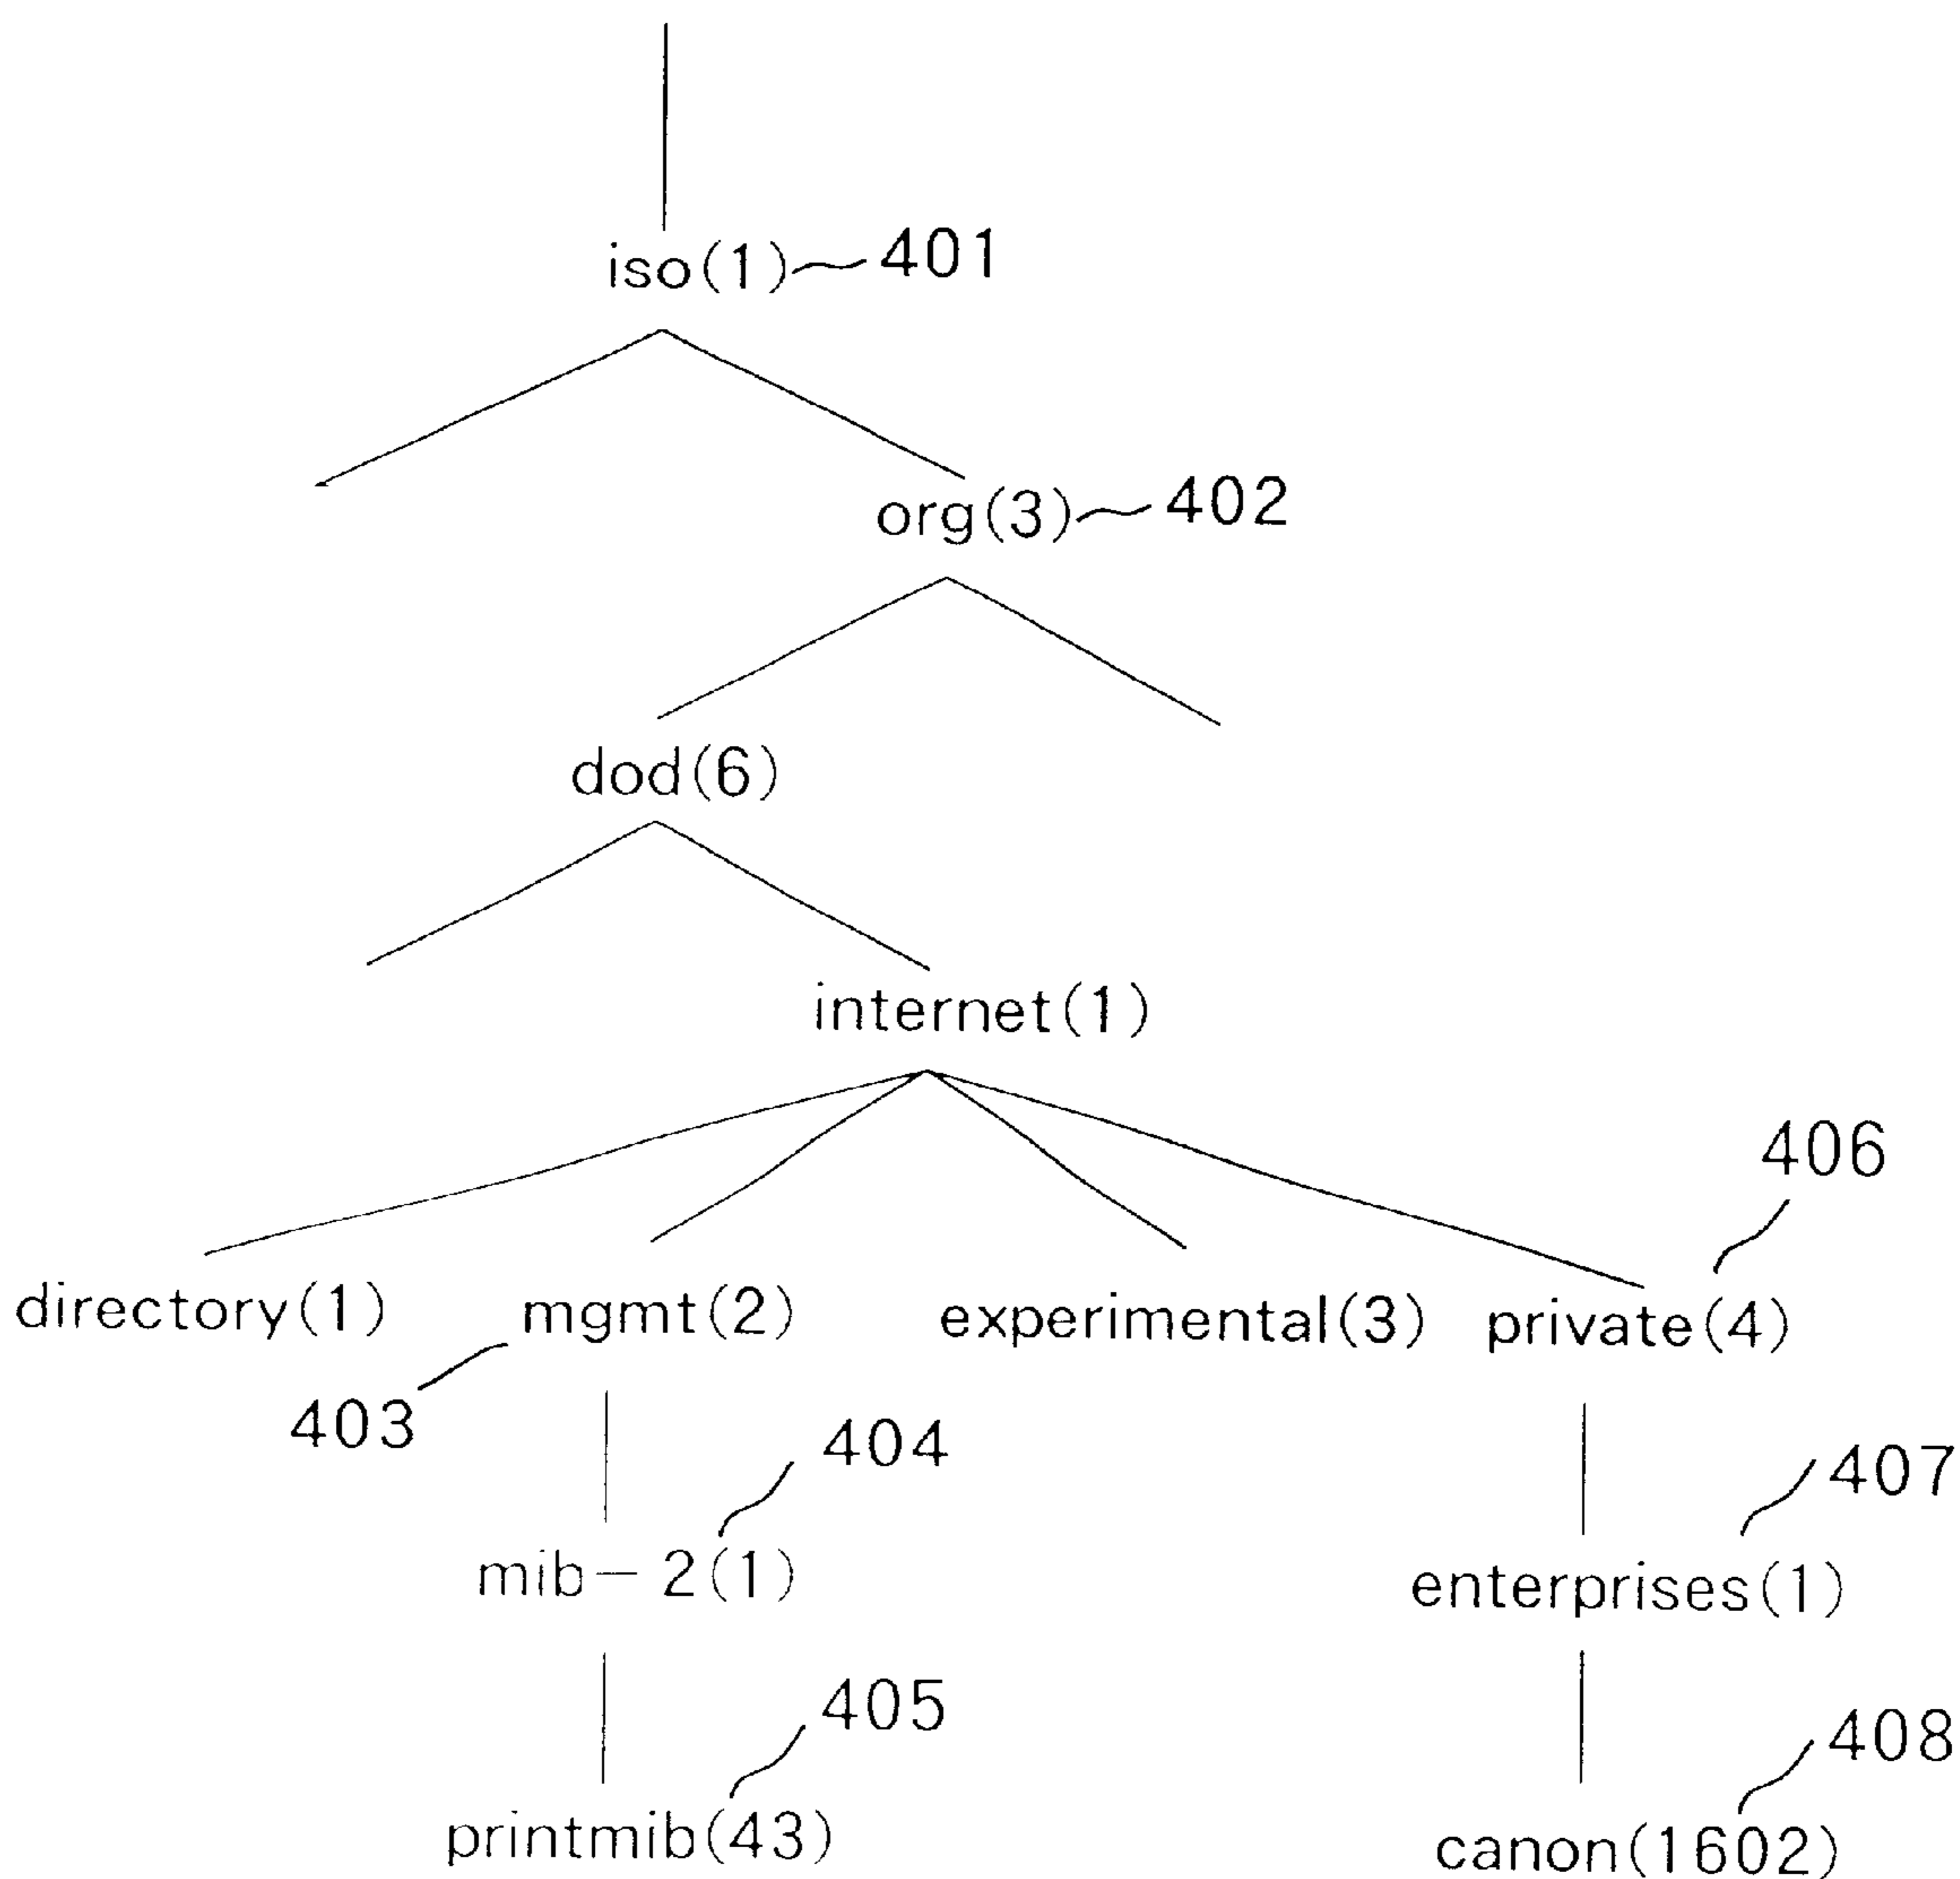 iso(1) 401
org(3) 402
dod(6)
internet(1)
406
directory(1) mgmt(2) experimental(3) private(4)
403
404
407
mib-2(1)
enterprises(1)
405
408
printmib(43)
canon(1602)